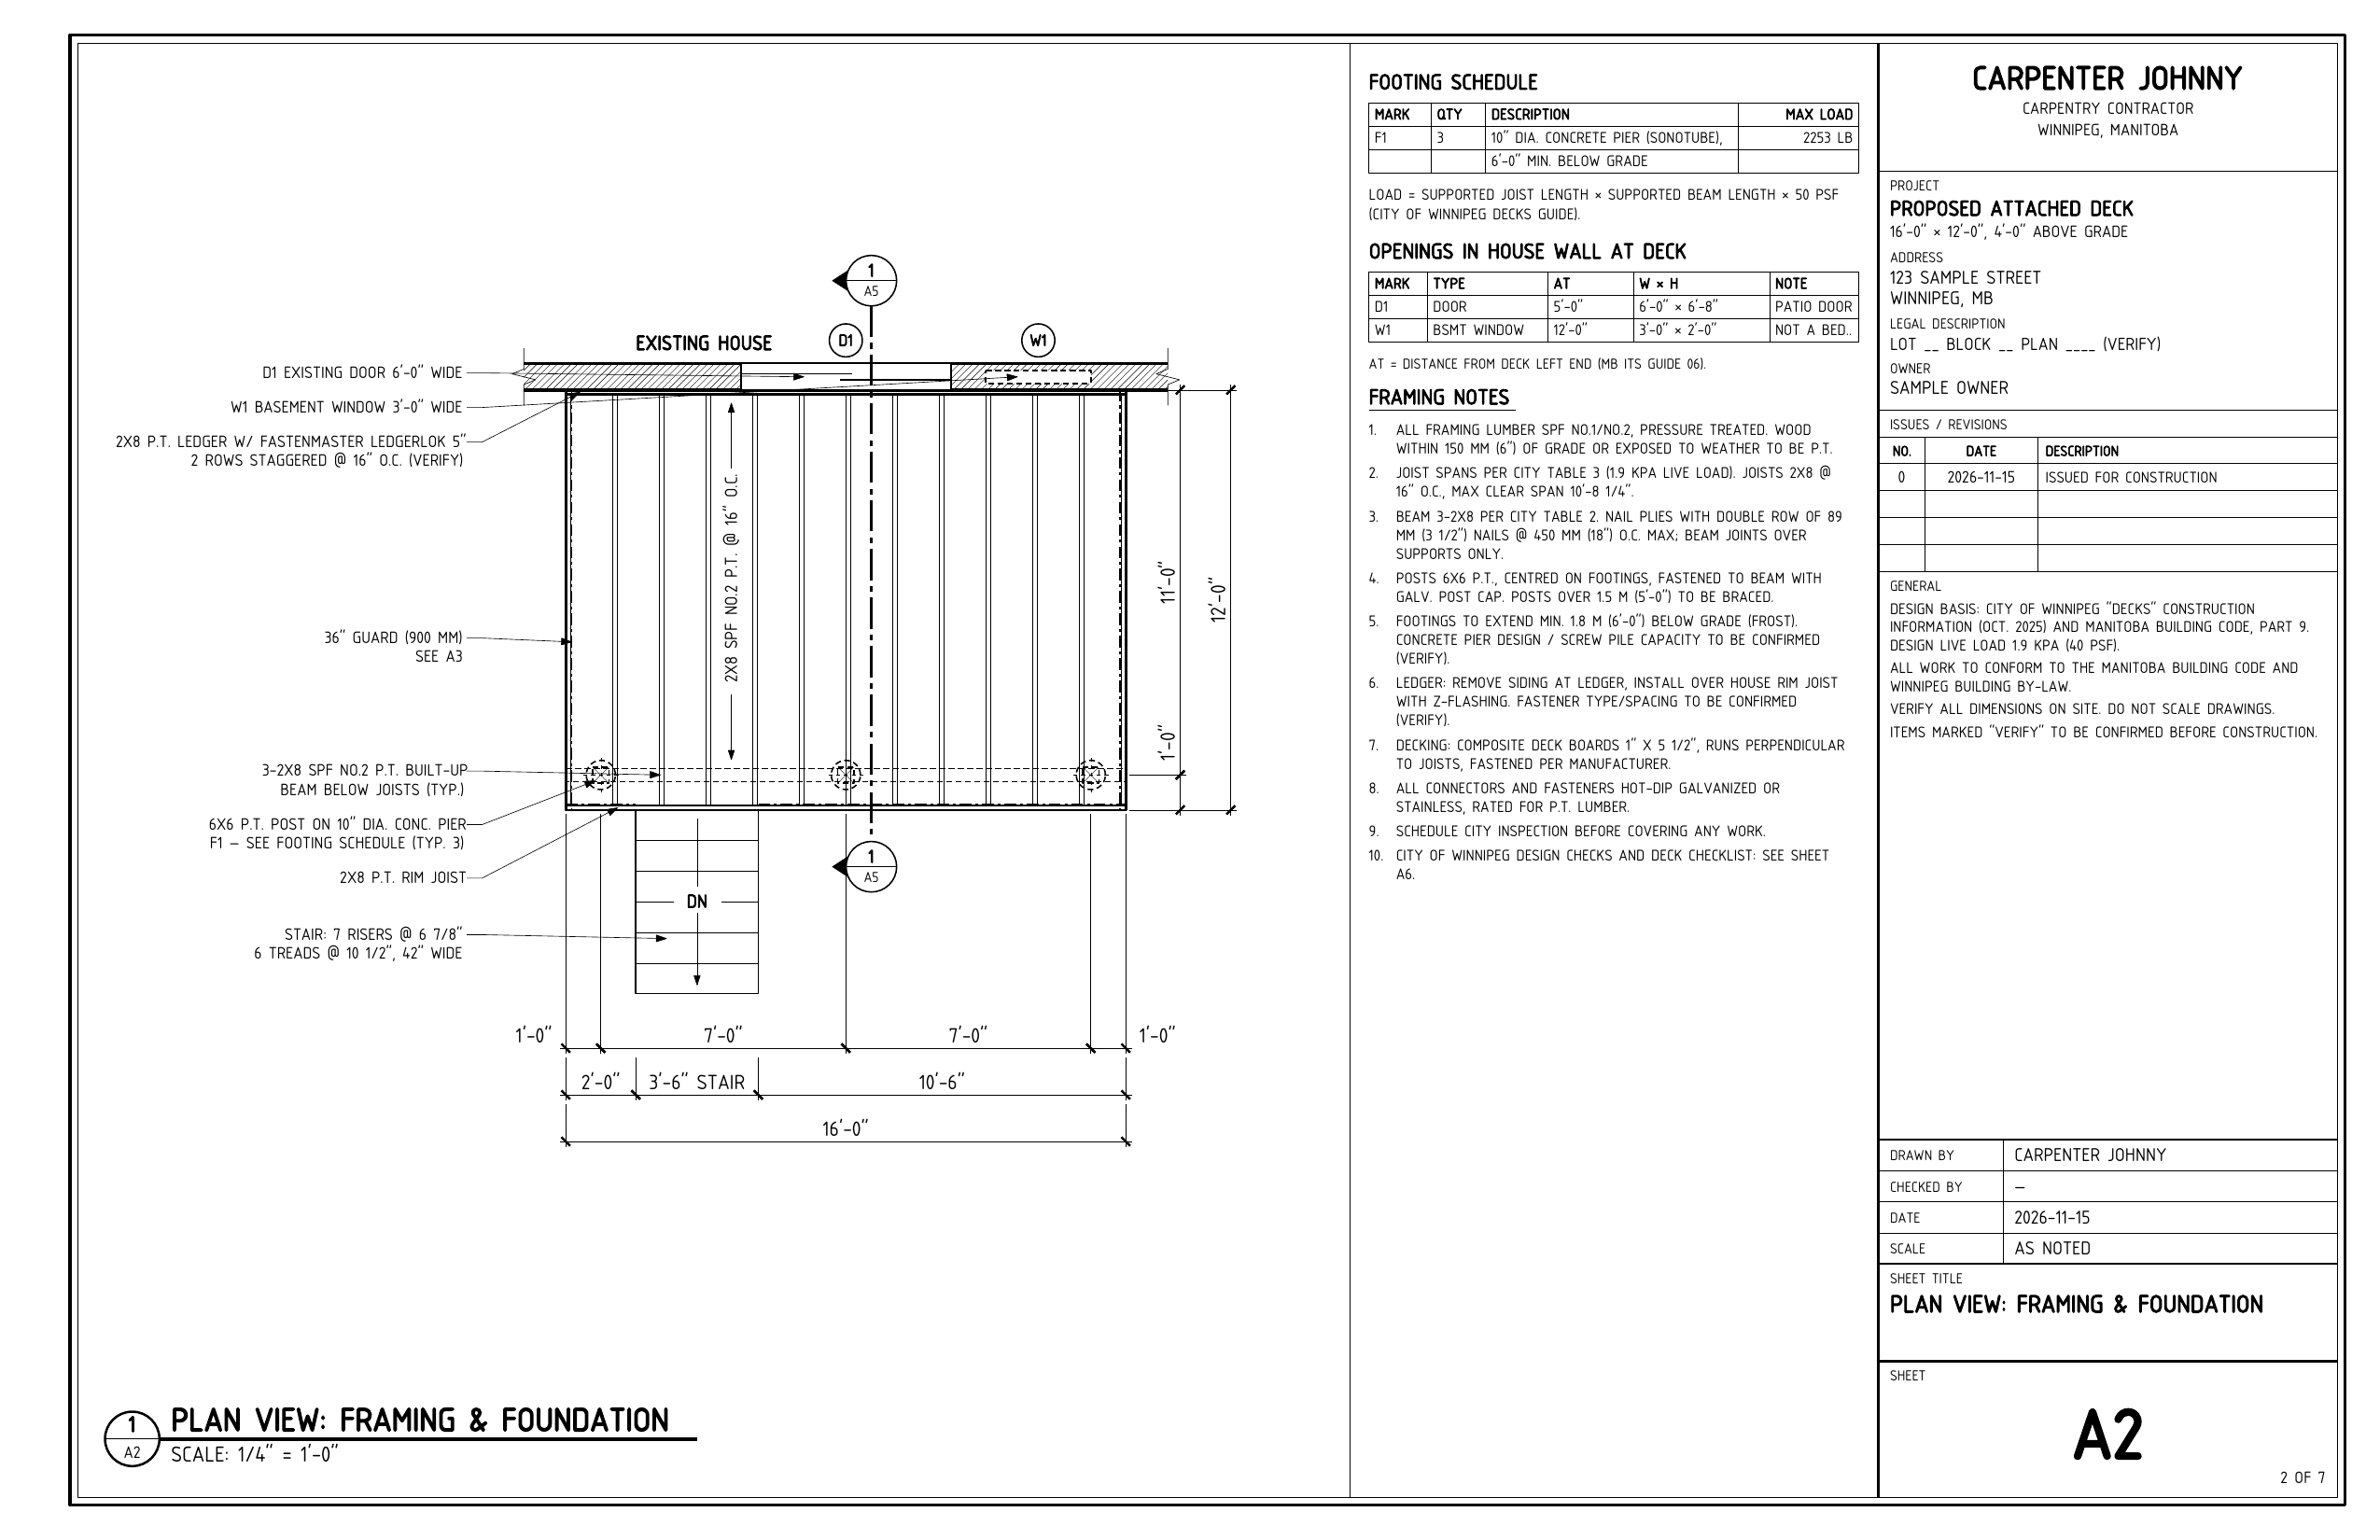 1
A5
EXISTING HOUSE
D1
W1
D1 EXISTING DOOR 6'-0" WIDE
W1 BASEMENT WINDOW 3'-0" WIDE
2X8 P.T. LEDGER W/ FASTENMASTER LEDGERLOK 5"
2 ROWS STAGGERED @ 16" O.C. (VERIFY)
2X8 SPF NO.2 P.T. @ 16" O.C.
11'-0"
12'-0"
36" GUARD (900 MM)
SEE A3
1'-0"
3-2X8 SPF NO.2 P.T. BUILT-UP
BEAM BELOW JOISTS (TYP.)
6X6 P.T. POST ON 10" DIA. CONC. PIER
F1 – SEE FOOTING SCHEDULE (TYP. 3)
2X8 P.T. RIM JOIST
1
A5
DN
STAIR: 7 RISERS @ 6 7/8"
6 TREADS @ 10 1/2", 42" WIDE
1'-0" 7'-0" 7'-0" 1'-0"
2'-0" 3'-6" STAIR 10'-6"
16'-0"
1
A2
PLAN VIEW: FRAMING & FOUNDATION
SCALE: 1/4" = 1'-0"
FOOTING SCHEDULE
MARK QTY DESCRIPTION MAX LOAD
F1 3 10" DIA. CONCRETE PIER (SONOTUBE), 2253 LB
6'-0" MIN. BELOW GRADE
LOAD = SUPPORTED JOIST LENGTH × SUPPORTED BEAM LENGTH × 50 PSF
(CITY OF WINNIPEG DECKS GUIDE).
OPENINGS IN HOUSE WALL AT DECK
MARK TYPE AT W × H NOTE
D1 DOOR 5'-0" 6'-0" × 6'-8" PATIO DOOR
W1 BSMT WINDOW 12'-0" 3'-0" × 2'-0" NOT A BED..
AT = DISTANCE FROM DECK LEFT END (MB ITS GUIDE 06).
FRAMING NOTES
1. ALL FRAMING LUMBER SPF NO.1/NO.2, PRESSURE TREATED. WOOD
WITHIN 150 MM (6") OF GRADE OR EXPOSED TO WEATHER TO BE P.T.
2. JOIST SPANS PER CITY TABLE 3 (1.9 KPA LIVE LOAD). JOISTS 2X8 @
16" O.C., MAX CLEAR SPAN 10'-8 1/4".
3. BEAM 3-2X8 PER CITY TABLE 2. NAIL PLIES WITH DOUBLE ROW OF 89
MM (3 1/2") NAILS @ 450 MM (18") O.C. MAX; BEAM JOINTS OVER
SUPPORTS ONLY.
4. POSTS 6X6 P.T., CENTRED ON FOOTINGS, FASTENED TO BEAM WITH
GALV. POST CAP. POSTS OVER 1.5 M (5'-0") TO BE BRACED.
5. FOOTINGS TO EXTEND MIN. 1.8 M (6'-0") BELOW GRADE (FROST).
CONCRETE PIER DESIGN / SCREW PILE CAPACITY TO BE CONFIRMED
(VERIFY).
6. LEDGER: REMOVE SIDING AT LEDGER, INSTALL OVER HOUSE RIM JOIST
WITH Z-FLASHING. FASTENER TYPE/SPACING TO BE CONFIRMED
(VERIFY).
7. DECKING: COMPOSITE DECK BOARDS 1" X 5 1/2", RUNS PERPENDICULAR
TO JOISTS, FASTENED PER MANUFACTURER.
8. ALL CONNECTORS AND FASTENERS HOT-DIP GALVANIZED OR
STAINLESS, RATED FOR P.T. LUMBER.
9. SCHEDULE CITY INSPECTION BEFORE COVERING ANY WORK.
10. CITY OF WINNIPEG DESIGN CHECKS AND DECK CHECKLIST: SEE SHEET
A6.
CARPENTER JOHNNY
CARPENTRY CONTRACTOR
WINNIPEG, MANITOBA
PROJECT
PROPOSED ATTACHED DECK
16'-0" × 12'-0", 4'-0" ABOVE GRADE
ADDRESS
123 SAMPLE STREET
WINNIPEG, MB
LEGAL DESCRIPTION
LOT __ BLOCK __ PLAN ____ (VERIFY)
OWNER
SAMPLE OWNER
ISSUES / REVISIONS
NO. DATE DESCRIPTION
0 2026-11-15 ISSUED FOR CONSTRUCTION
GENERAL
DESIGN BASIS: CITY OF WINNIPEG "DECKS" CONSTRUCTION
INFORMATION (OCT. 2025) AND MANITOBA BUILDING CODE, PART 9.
DESIGN LIVE LOAD 1.9 KPA (40 PSF).
ALL WORK TO CONFORM TO THE MANITOBA BUILDING CODE AND
WINNIPEG BUILDING BY-LAW.
VERIFY ALL DIMENSIONS ON SITE. DO NOT SCALE DRAWINGS.
ITEMS MARKED "VERIFY" TO BE CONFIRMED BEFORE CONSTRUCTION.
DRAWN BY CARPENTER JOHNNY
CHECKED BY –
DATE 2026-11-15
SCALE AS NOTED
SHEET TITLE
PLAN VIEW: FRAMING & FOUNDATION
SHEET
A2
2 OF 7